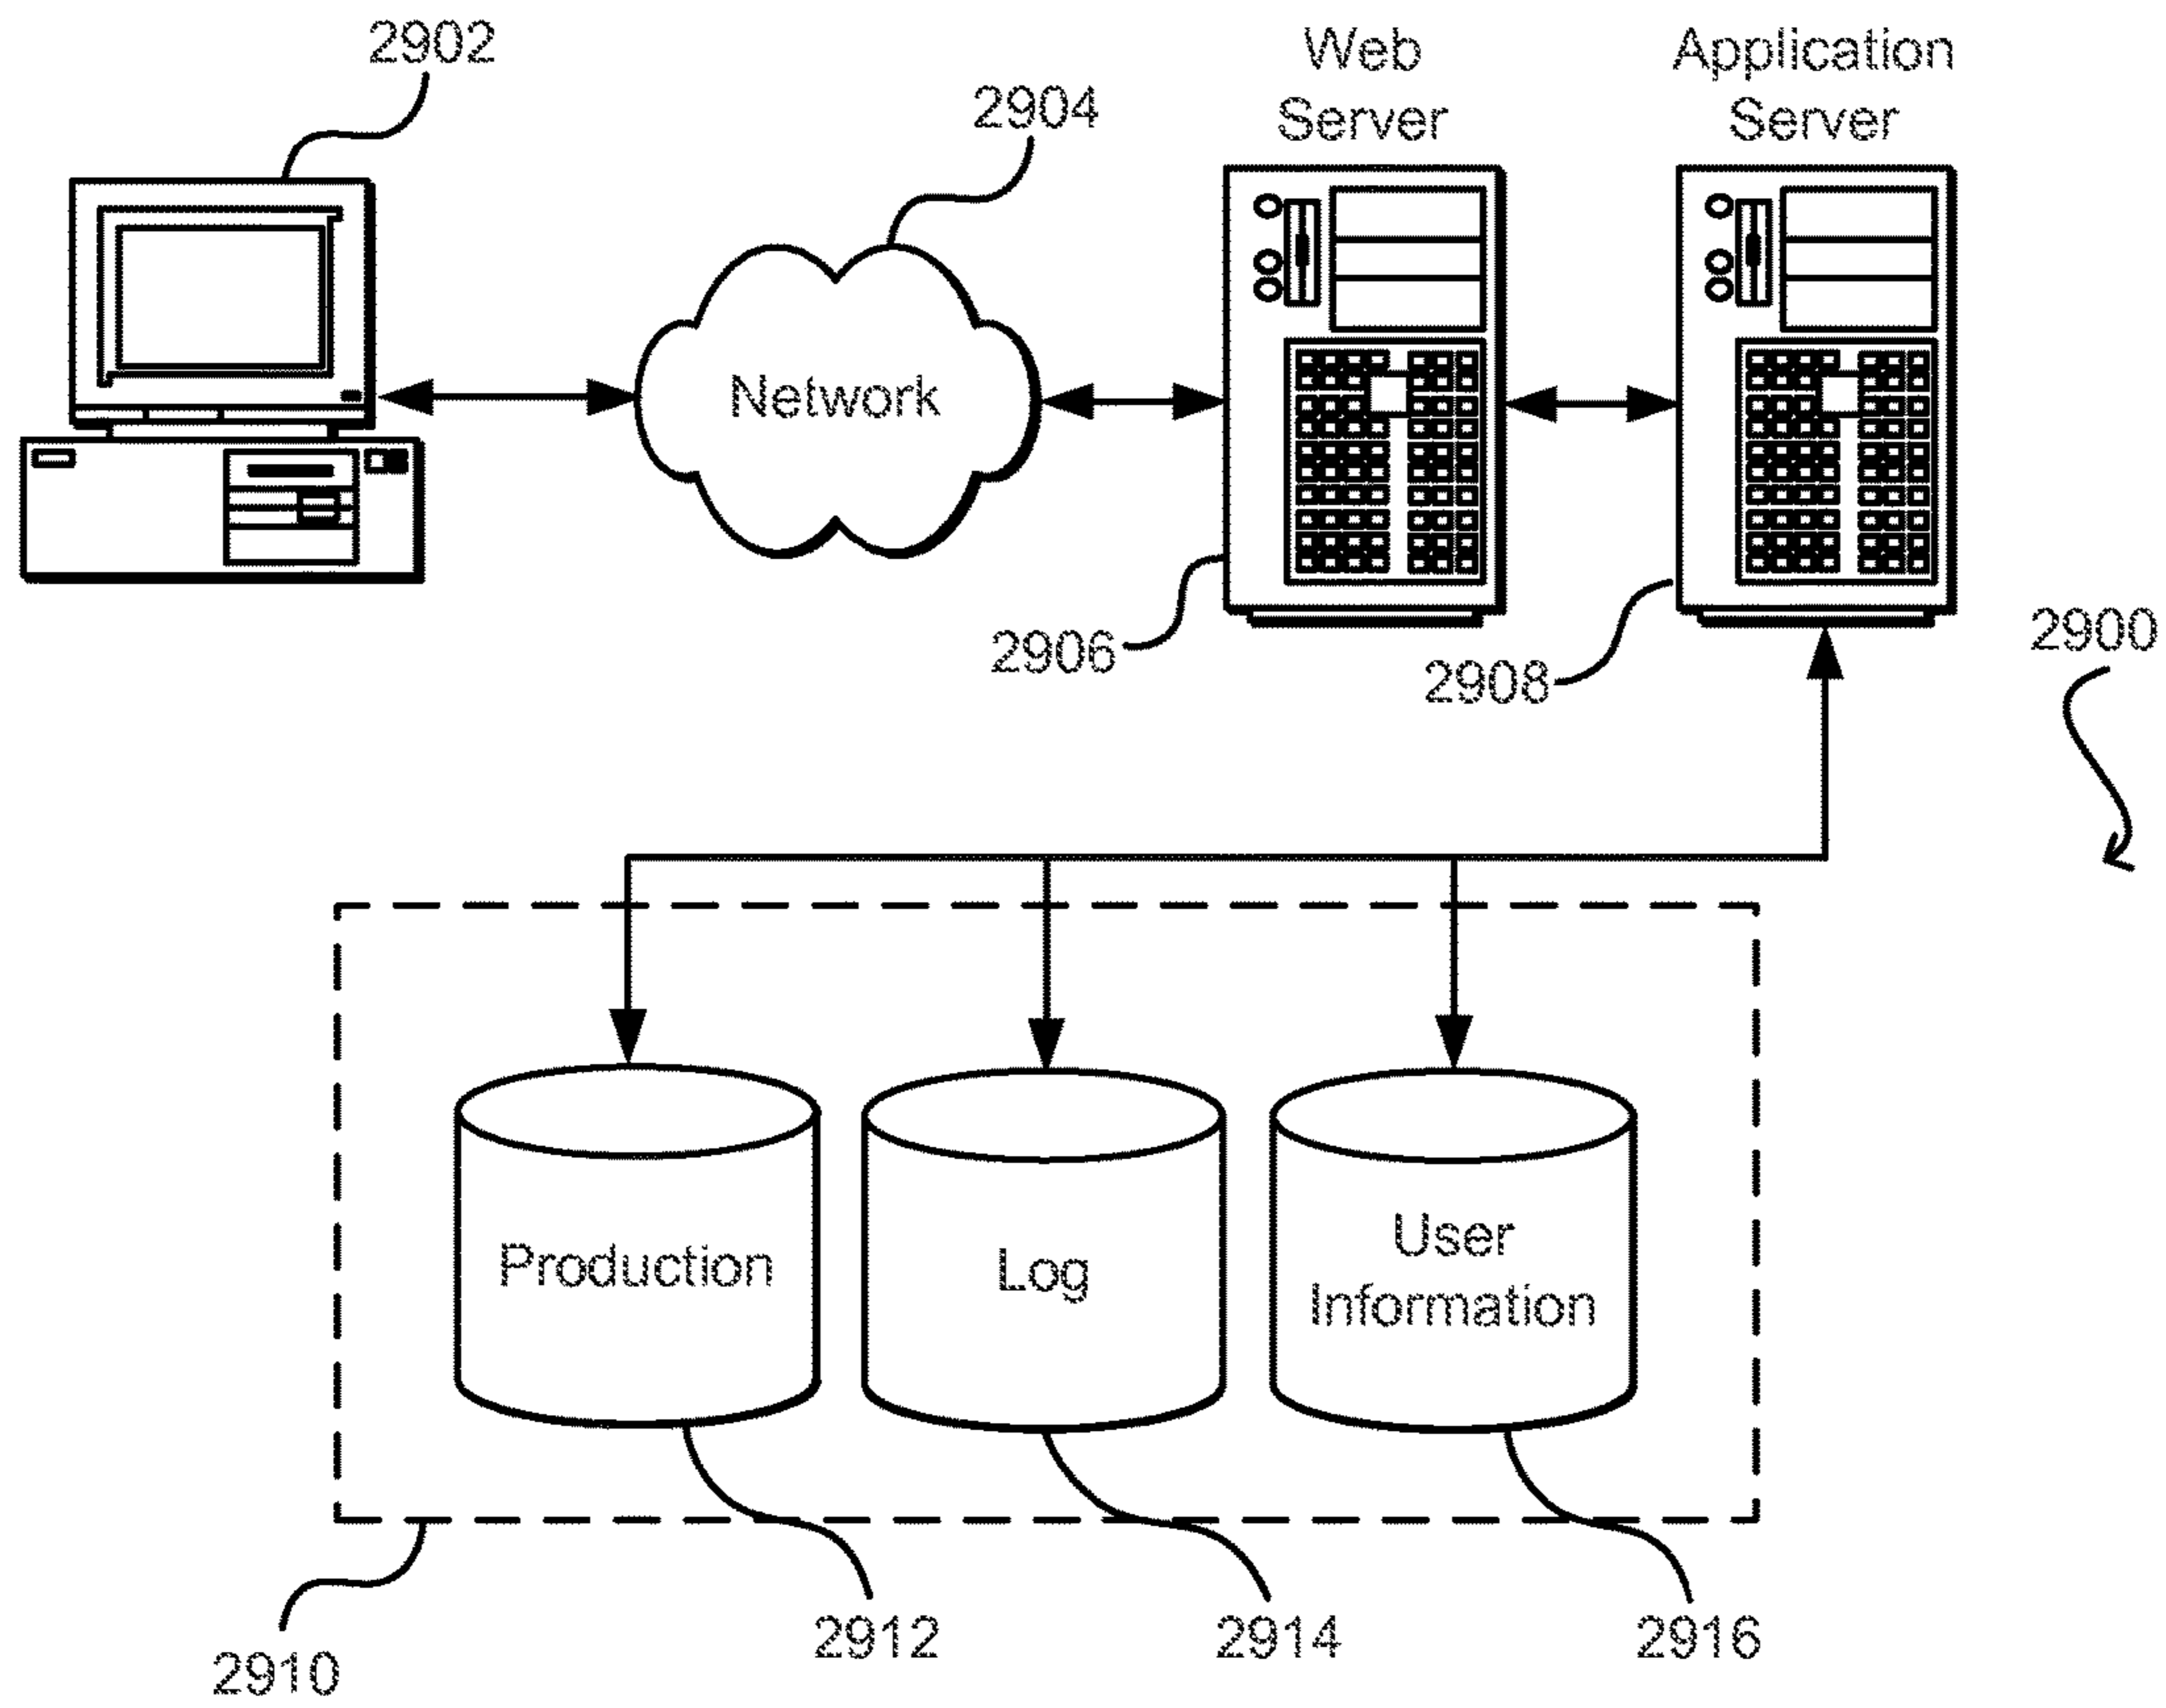 2902
2904
Web
Server
Application
Server
Network
2906
2908
2900
Production
Log
User
Information
2912
2914
2916
2910